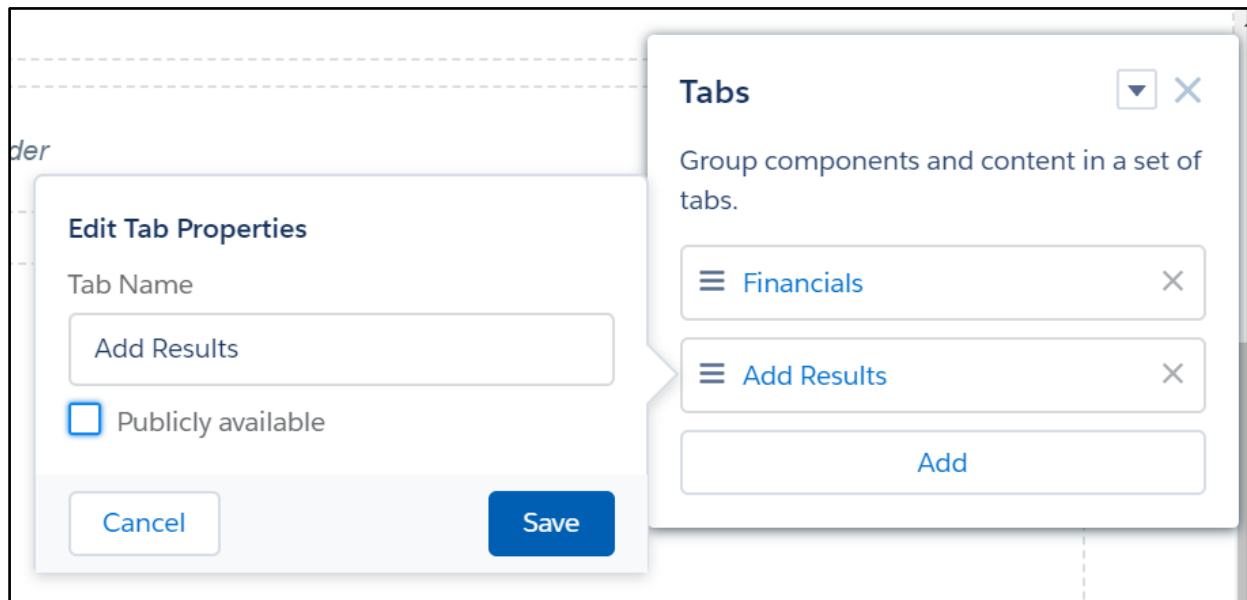 der
Edit Tab Properties
Tab Name
Add Results
Publicly available
Cancel
Save
Tabs
Group components and content in a set of
tabs.
Financials
Add Results
Add